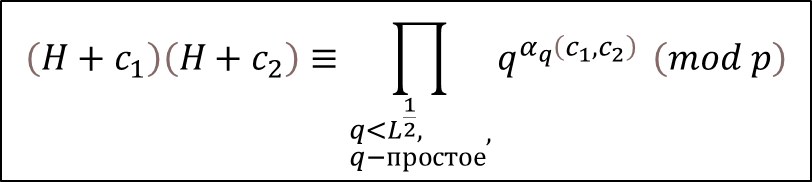 (H + c₁)(H + c₂) ≡ ∏ q^{α_q(c₁,c₂)} (mod p)
q<L^{1/2},
q−простое,